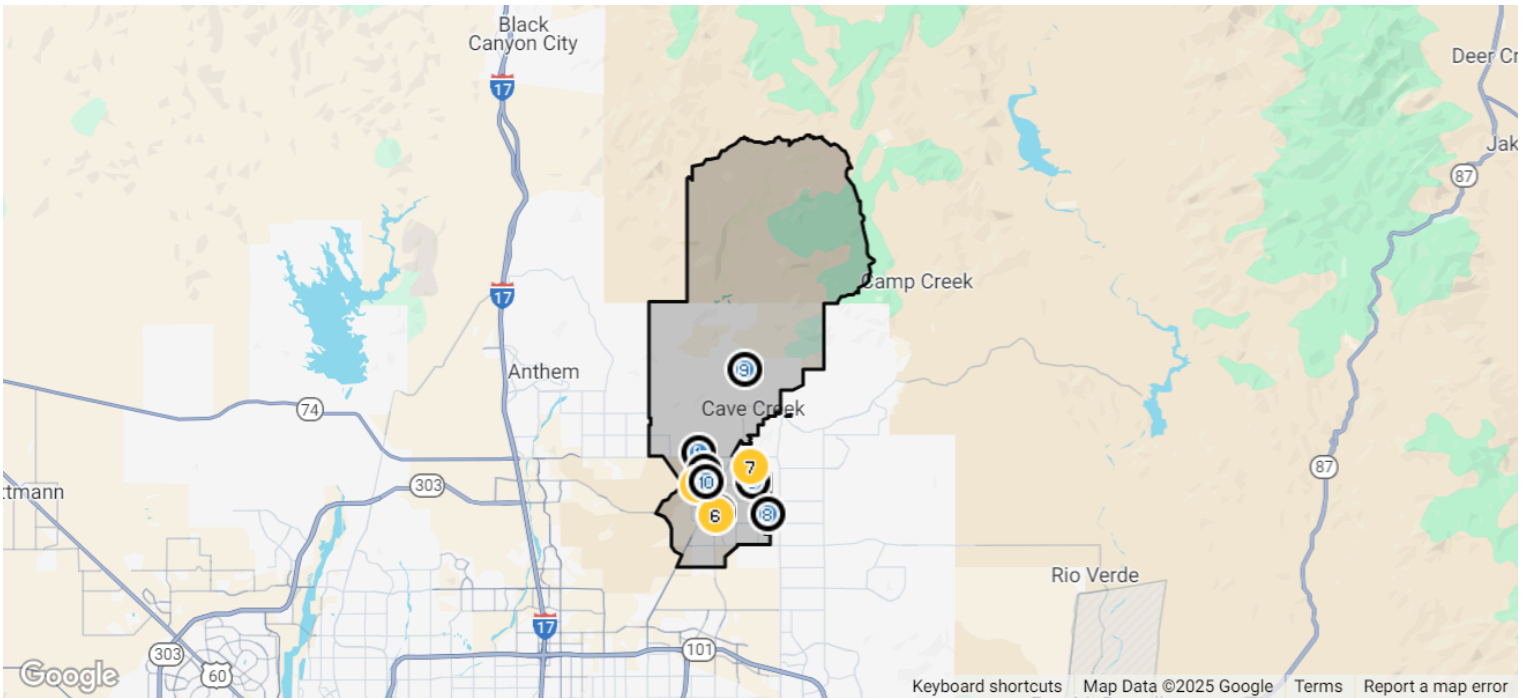 Black
Canyon City
Deer Cr
17
Jak
87
17
Camp Creek
Anthem
9
Cave Creek
74
7
87
303
10
ttmann
6
8
Rio Verde
17
101
303
60
Google
Keyboard shortcuts
Map Data ©2025 Google
Terms
Report a map error